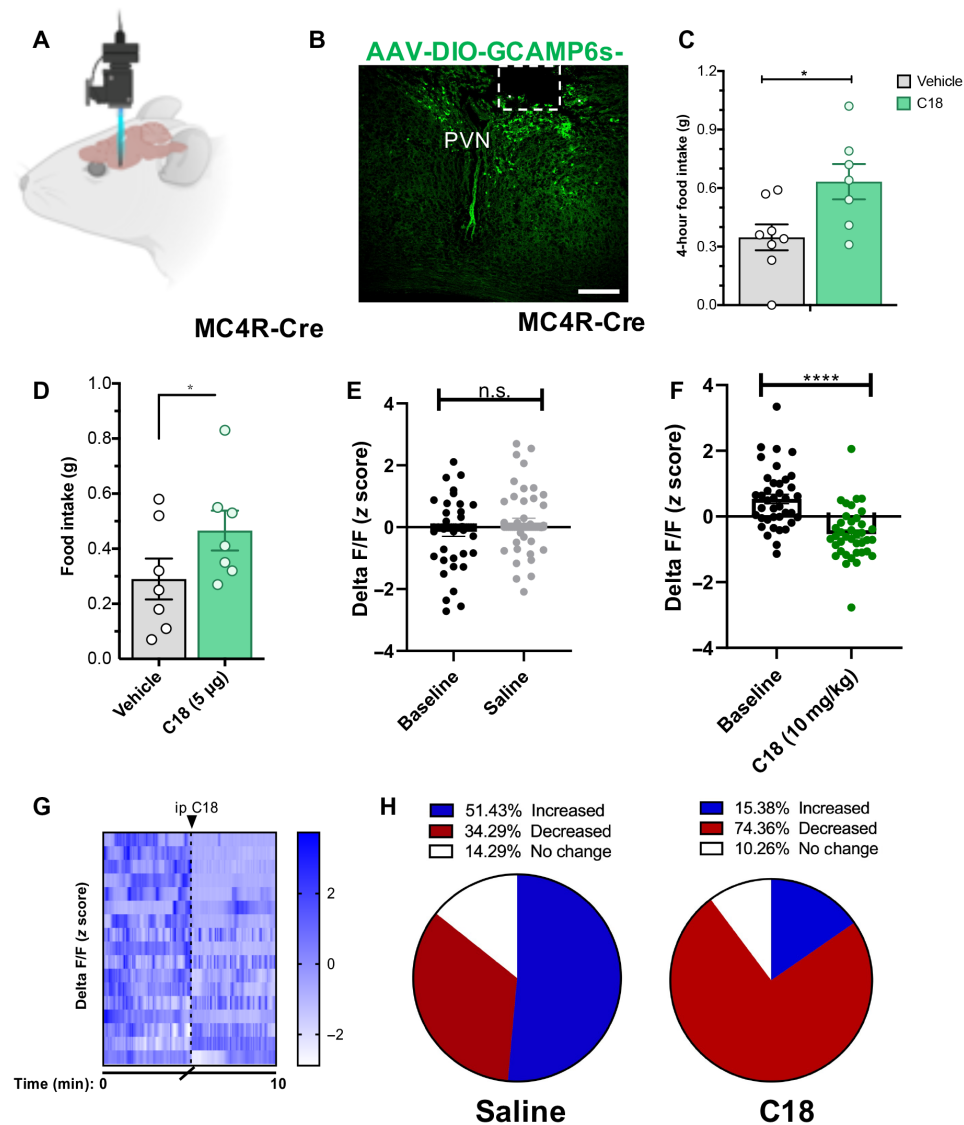 A
MC4R-Cre
B
AAV-DIO-GCAMP6s-
PVN
MC4R-Cre
C
4-hour food intake (g)
1.2
0.9
0.6
0.3
0.0
*
Vehicle
C18
D
Food intake (g)
1.0
0.8
0.6
0.4
0.2
0.0
*
Vehicle
C18 (5 µg)
E
Delta F/F (z score)
4
2
0
−2
−4
n.s.
Baseline
Saline
F
Delta F/F (z score)
4
2
0
−2
−4
****
Baseline
C18 (10 mg/kg)
G
ip C18
Delta F/F (z score)
2
0
−2
Time (min): 0 10
H
51.43% Increased
34.29% Decreased
14.29% No change
Saline
15.38% Increased
74.36% Decreased
10.26% No change
C18